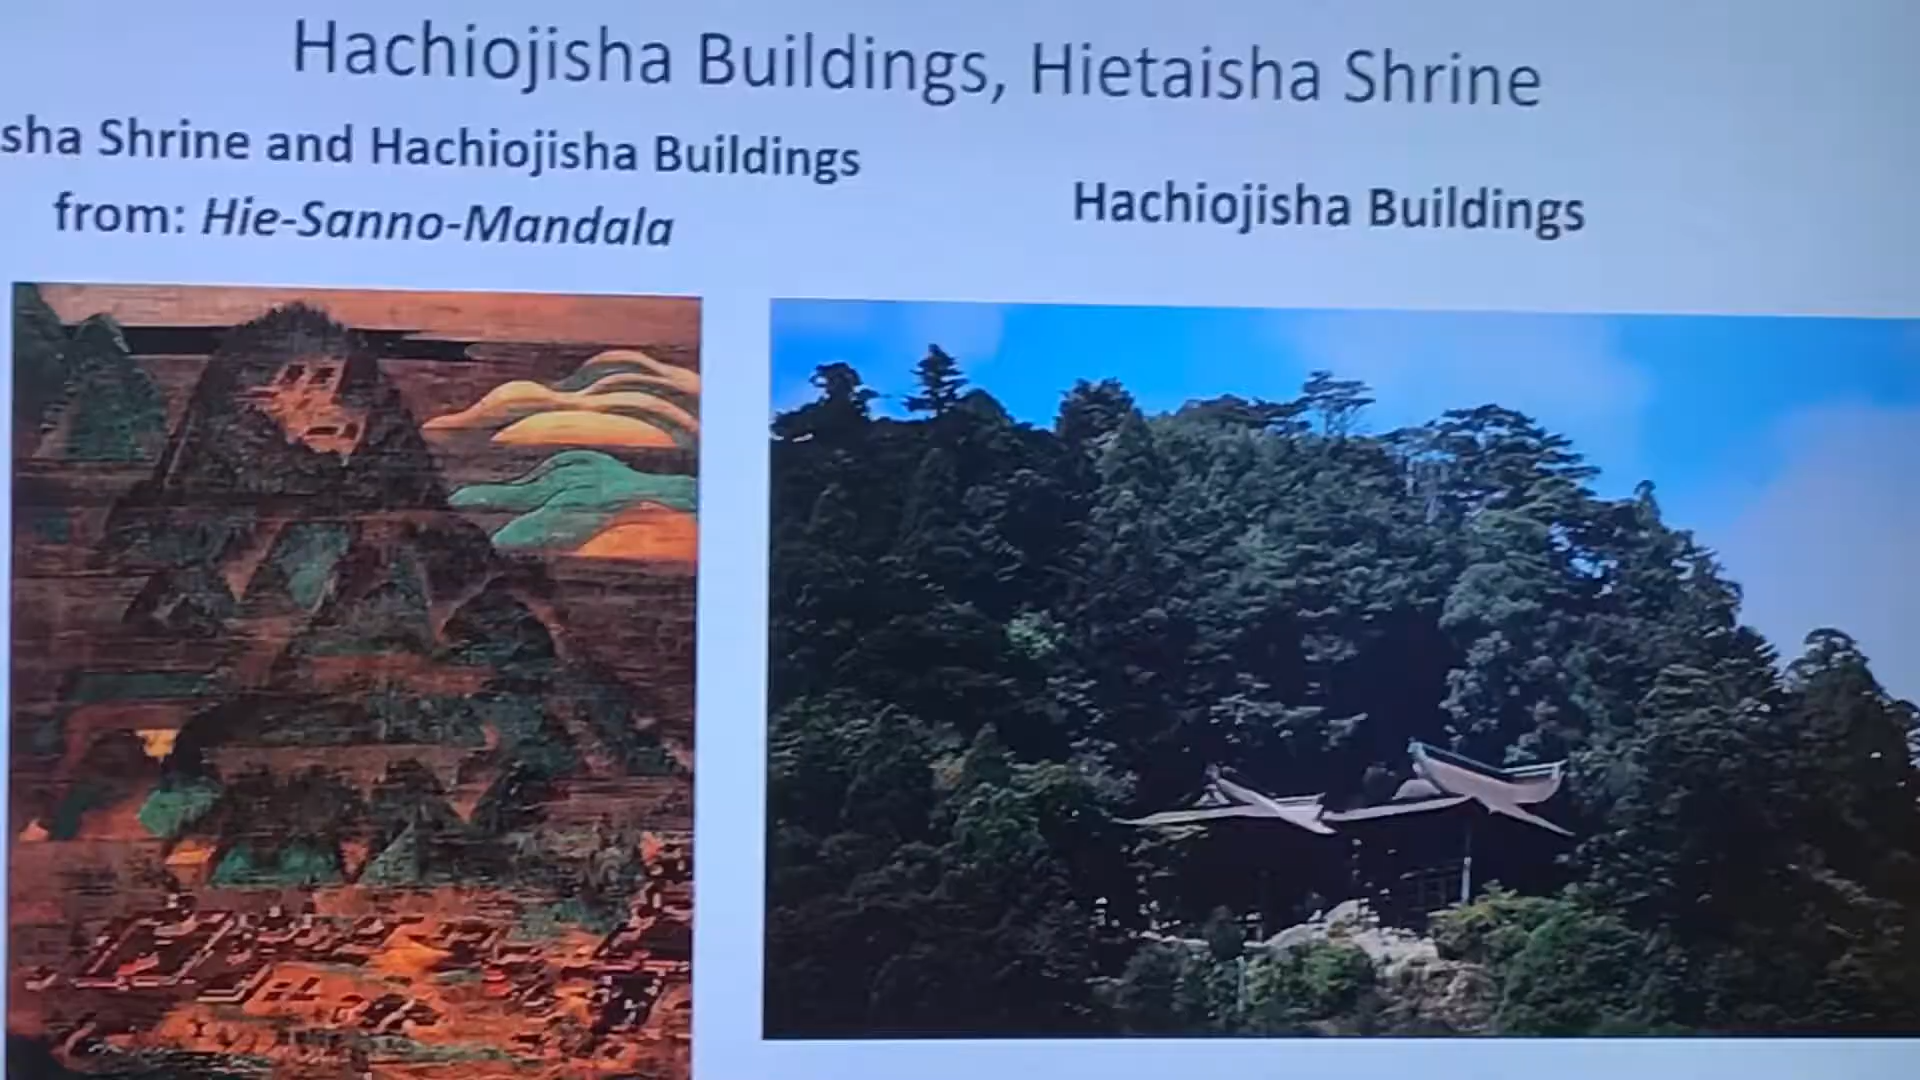 Hachiojisha Buildings, Hietaisha Shrine
sha Shrine and Hachiojisha Buildings
from: Hie-Sanno-Mandala
Hachiojisha Buildings